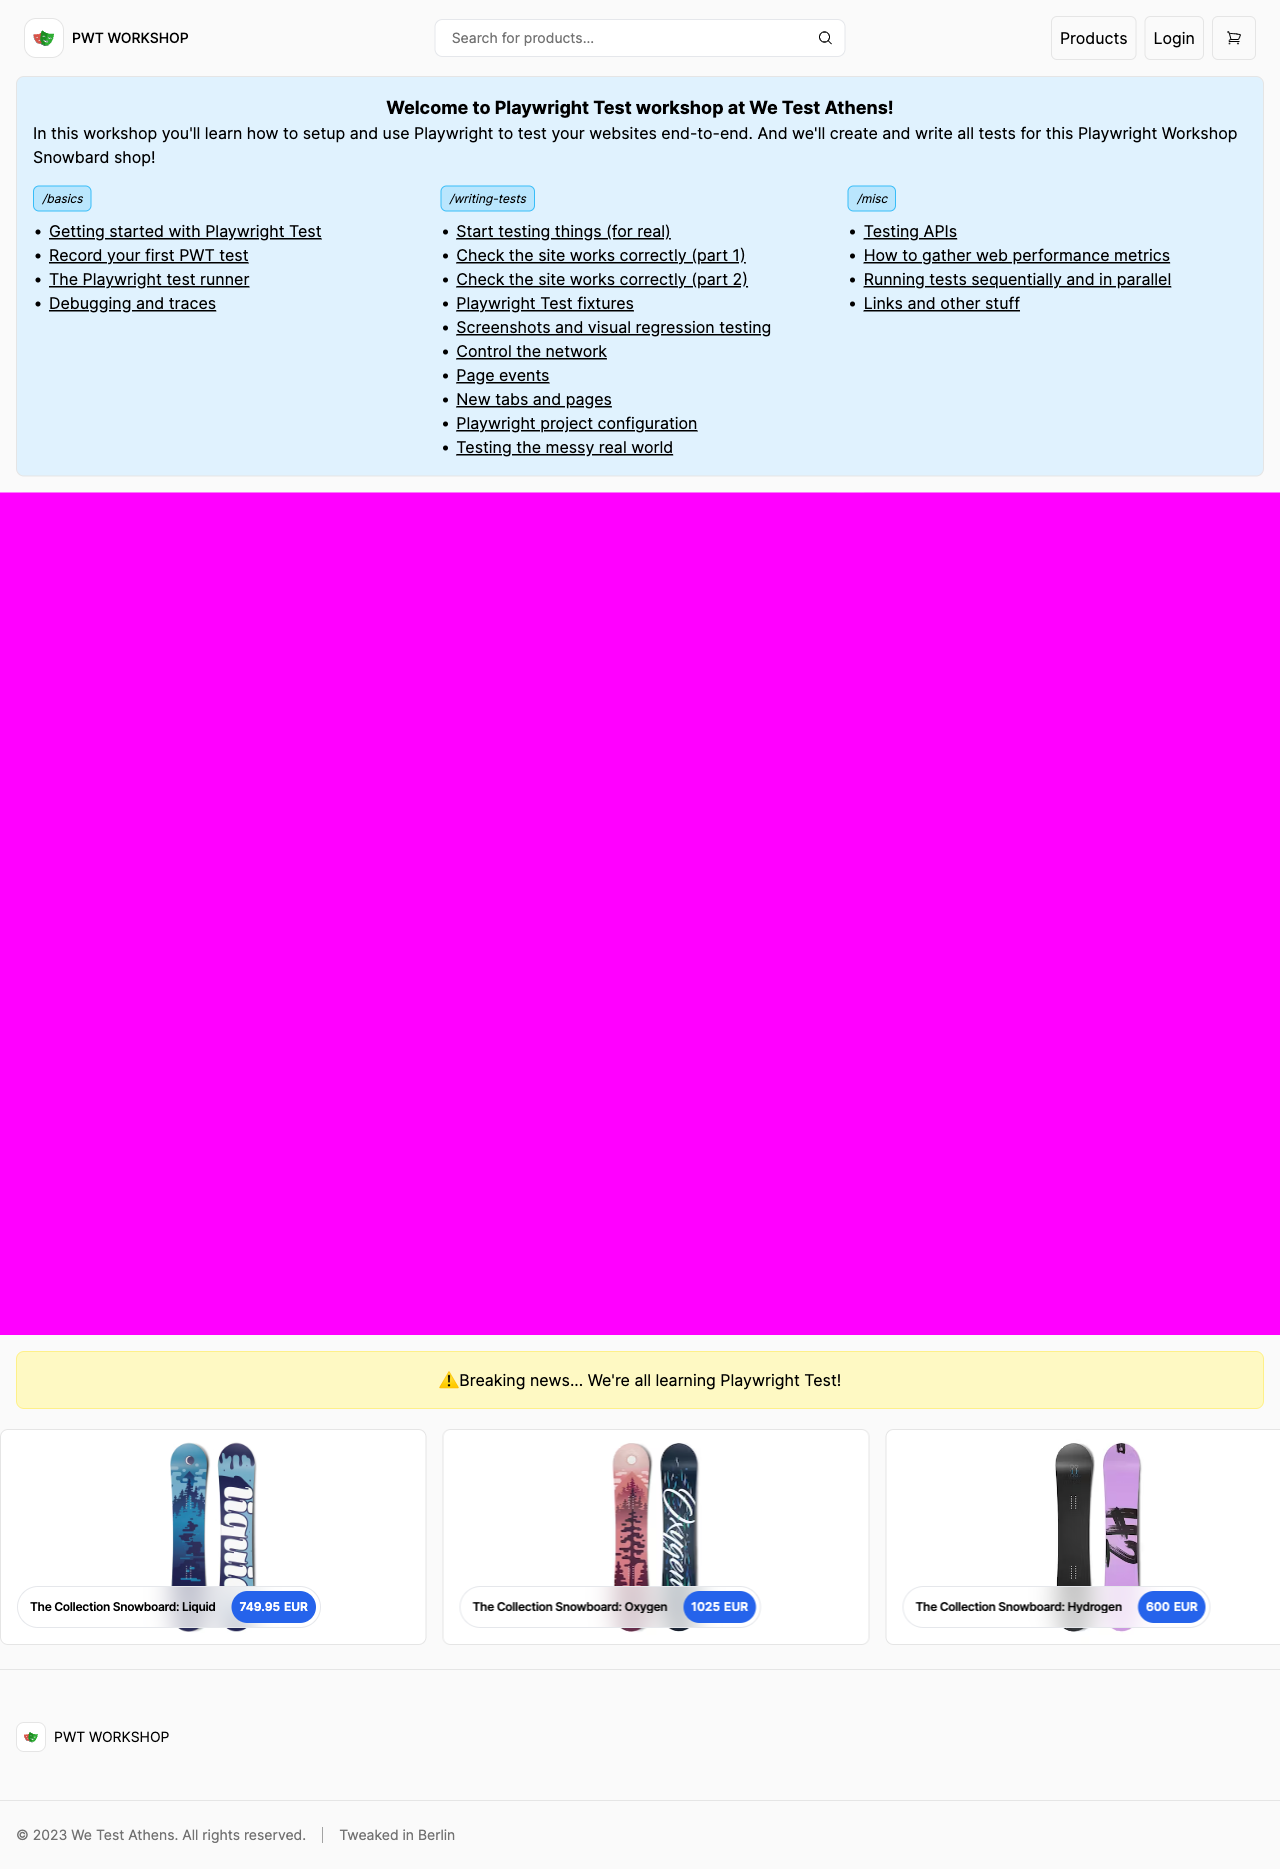 PWT WORKSHOP
Search for products...
Products
Login
Welcome to Playwright Test workshop at We Test Athens!
In this workshop you'll learn how to setup and use Playwright to test your websites end-to-end. And we'll create and write all tests for this Playwright Workshop
Snowbard shop!
/basics
• Getting started with Playwright Test
• Record your first PWT test
• The Playwright test runner
• Debugging and traces
/writing-tests
• Start testing things (for real)
• Check the site works correctly (part 1)
• Check the site works correctly (part 2)
• Playwright Test fixtures
• Screenshots and visual regression testing
• Control the network
• Page events
• New tabs and pages
• Playwright project configuration
• Testing the messy real world
/misc
• Testing APIs
• How to gather web performance metrics
• Running tests sequentially and in parallel
• Links and other stuff
⚠️Breaking news... We're all learning Playwright Test!
liquid
The Collection Snowboard: Liquid
749.95 EUR
Oxygen
The Collection Snowboard: Oxygen
1025 EUR
H2
The Collection Snowboard: Hydrogen
600 EUR
PWT WORKSHOP
© 2023 We Test Athens. All rights reserved.
Tweaked in Berlin